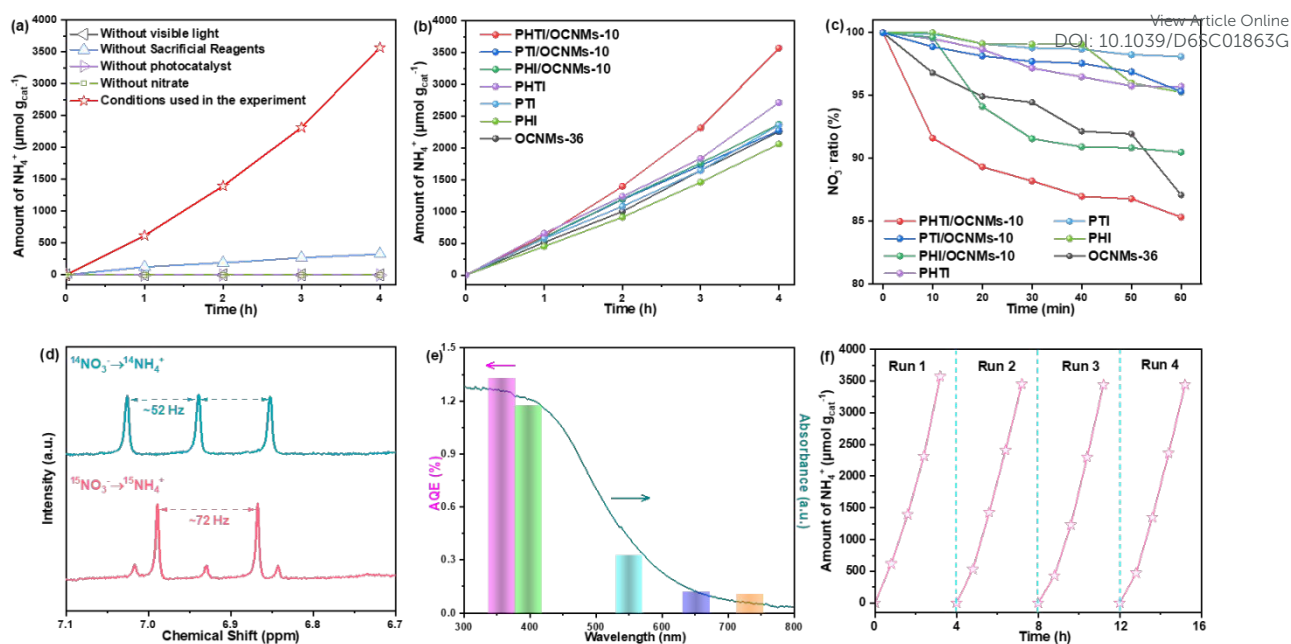 View Article Online
DOI: 10.1039/D6SC01863G
(a)
Without visible light
Without Sacrificial Reagents
Without photocatalyst
Without nitrate
Conditions used in the experiment
Amount of NH₄⁺ (μmol g_cat⁻¹)
4000
3500
3000
2500
2000
1500
1000
500
0
0 1 2 3 4
Time (h)
(b)
PHTI/OCNMs-10
PTI/OCNMs-10
PHI/OCNMs-10
PHTI
PTI
PHI
OCNMs-36
Amount of NH₄⁺ (μmol g_cat⁻¹)
4000
3500
3000
2500
2000
1500
1000
500
0
0 1 2 3 4
Time (h)
(c)
NO₃⁻ ratio (%)
100
95
90
85
80
PHTI/OCNMs-10
PTI/OCNMs-10
PHI/OCNMs-10
PHTI
PTI
PHI
OCNMs-36
0 10 20 30 40 50 60
Time (min)
(d)
¹⁴NO₃⁻→¹⁴NH₄⁺
~52 Hz
¹⁵NO₃⁻→¹⁵NH₄⁺
~72 Hz
Intensity (a.u.)
7.1 7.0 6.9 6.8 6.7
Chemical Shift (ppm)
(e)
AQE (%)
1.5
1.2
0.9
0.6
0.3
0.0
Absorbance (a.u.)
300 400 500 600 700 800
Wavelength (nm)
(f)
Run 1 Run 2 Run 3 Run 4
Amount of NH₄⁺ (μmol g_cat⁻¹)
4000
3500
3000
2500
2000
1500
1000
500
0
0 4 8 12 16
Time (h)